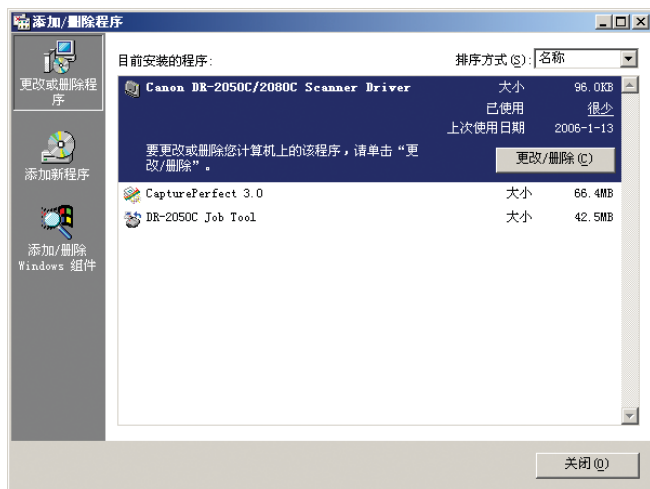 添加/删除程序
更改或删除程序
添加新程序
添加/删除
Windows 组件
目前安装的程序:
排序方式(S):
名称
Canon DR-2050C/2080C Scanner Driver
大小
96.0KB
已使用
很少
上次使用日期
2006-1-13
要更改或删除您计算机上的该程序，请单击“更
改/删除”。
更改/删除(C)
CapturePerfect 3.0
大小
66.4MB
DR-2050C Job Tool
大小
42.5MB
关闭(O)